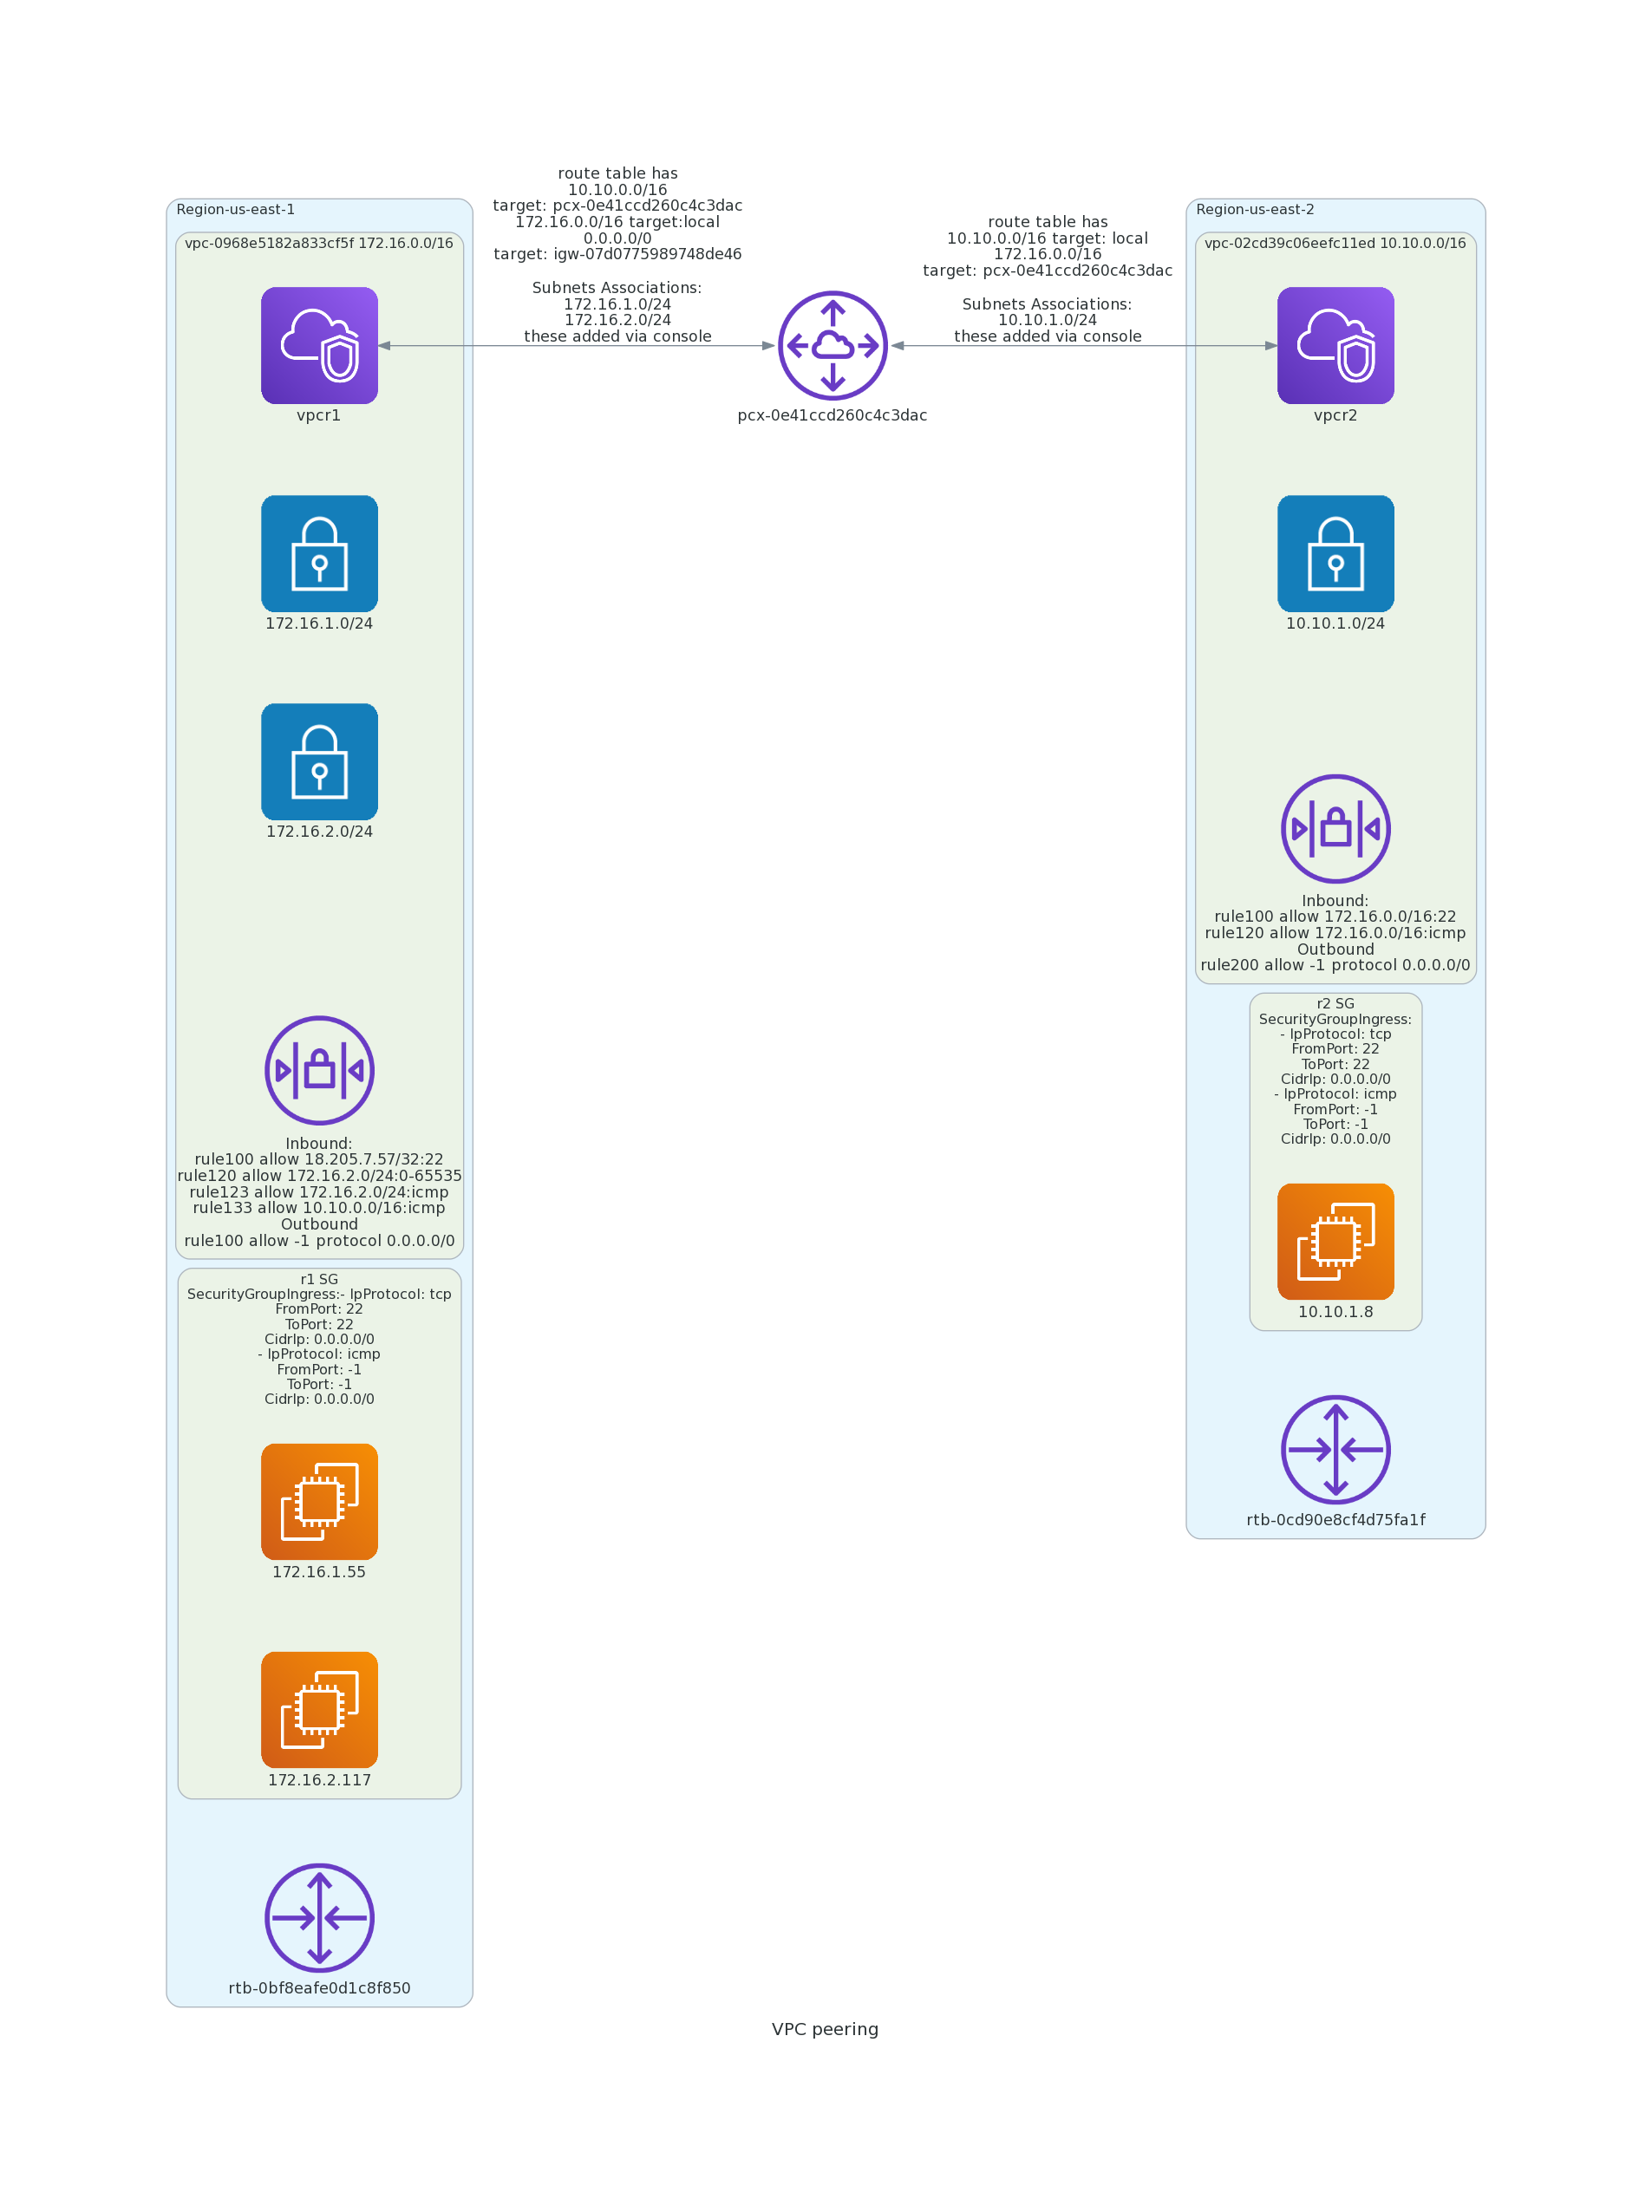 route table has
10.10.0.0/16
target: pcx-0e41ccd260c4c3dac
172.16.0.0/16 target:local
0.0.0.0/0
target: igw-07d0775989748de46
Subnets Associations:
172.16.1.0/24
172.16.2.0/24
these added via console
route table has
10.10.0.0/16 target: local
172.16.0.0/16
target: pcx-0e41ccd260c4c3dac
Subnets Associations:
10.10.1.0/24
these added via console
pcx-0e41ccd260c4c3dac
Region-us-east-1
vpc-0968e5182a833cf5f 172.16.0.0/16
vpcr1
172.16.1.0/24
172.16.2.0/24
Inbound:
rule100 allow 18.205.7.57/32:22
rule120 allow 172.16.2.0/24:0-65535
rule123 allow 172.16.2.0/24:icmp
rule133 allow 10.10.0.0/16:icmp
Outbound
rule100 allow -1 protocol 0.0.0.0/0
r1 SG
SecurityGroupIngress:- IpProtocol: tcp
FromPort: 22
ToPort: 22
CidrIp: 0.0.0.0/0
- IpProtocol: icmp
FromPort: -1
ToPort: -1
CidrIp: 0.0.0.0/0
172.16.1.55
172.16.2.117
rtb-0bf8eafe0d1c8f850
Region-us-east-2
vpc-02cd39c06eefc11ed 10.10.0.0/16
vpcr2
10.10.1.0/24
Inbound:
rule100 allow 172.16.0.0/16:22
rule120 allow 172.16.0.0/16:icmp
Outbound
rule200 allow -1 protocol 0.0.0.0/0
r2 SG
SecurityGroupIngress:
- IpProtocol: tcp
FromPort: 22
ToPort: 22
CidrIp: 0.0.0.0/0
- IpProtocol: icmp
FromPort: -1
ToPort: -1
CidrIp: 0.0.0.0/0
10.10.1.8
rtb-0cd90e8cf4d75fa1f
VPC peering